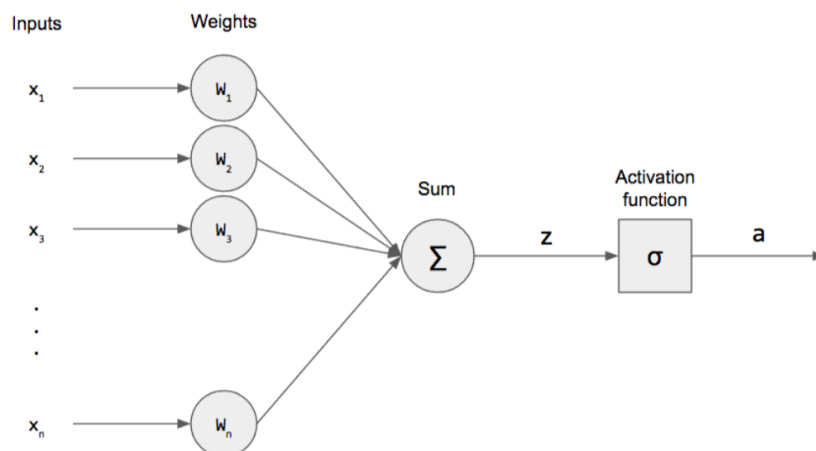 Inputs
Weights
x₁
W₁
x₂
W₂
x₃
W₃
Sum
Σ
z
Activation
function
σ
a
.
.
.
xₙ
Wₙ